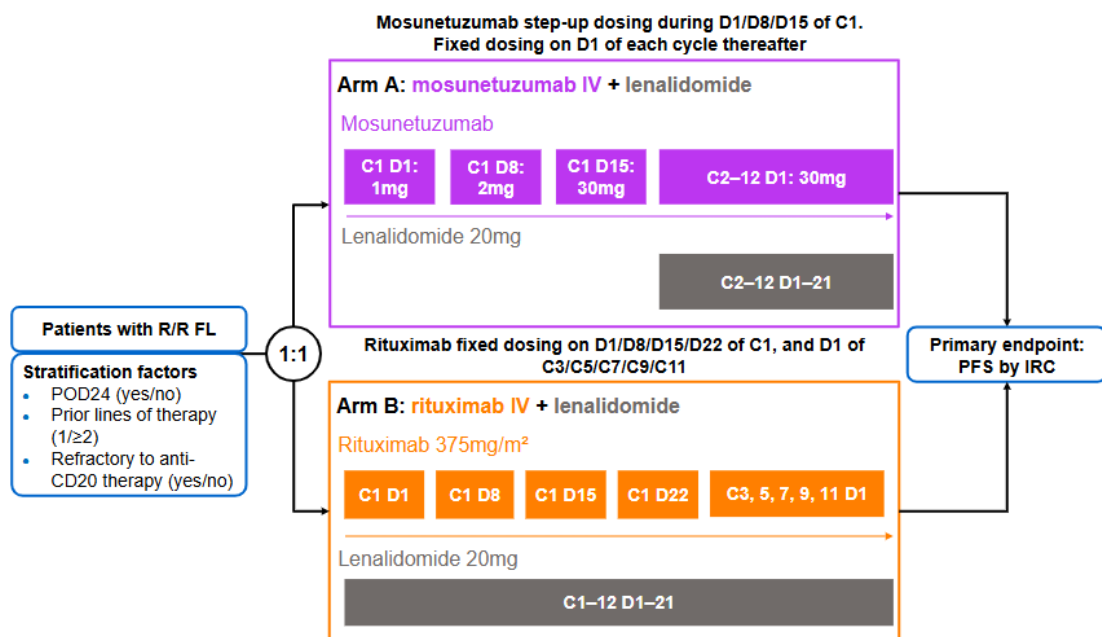 Mosunetuzumab step-up dosing during D1/D8/D15 of C1.
Fixed dosing on D1 of each cycle thereafter
Arm A: mosunetuzumab IV + lenalidomide
Mosunetuzumab
C1 D1:
1mg
C1 D8:
2mg
C1 D15:
30mg
C2–12 D1: 30mg
Lenalidomide 20mg
C2–12 D1–21
Patients with R/R FL
Stratification factors
• POD24 (yes/no)
• Prior lines of therapy
(1/≥2)
• Refractory to anti-
CD20 therapy (yes/no)
1:1
Rituximab fixed dosing on D1/D8/D15/D22 of C1, and D1 of
C3/C5/C7/C9/C11
Arm B: rituximab IV + lenalidomide
Rituximab 375mg/m²
C1 D1
C1 D8
C1 D15
C1 D22
C3, 5, 7, 9, 11 D1
Lenalidomide 20mg
C1–12 D1–21
Primary endpoint:
PFS by IRC